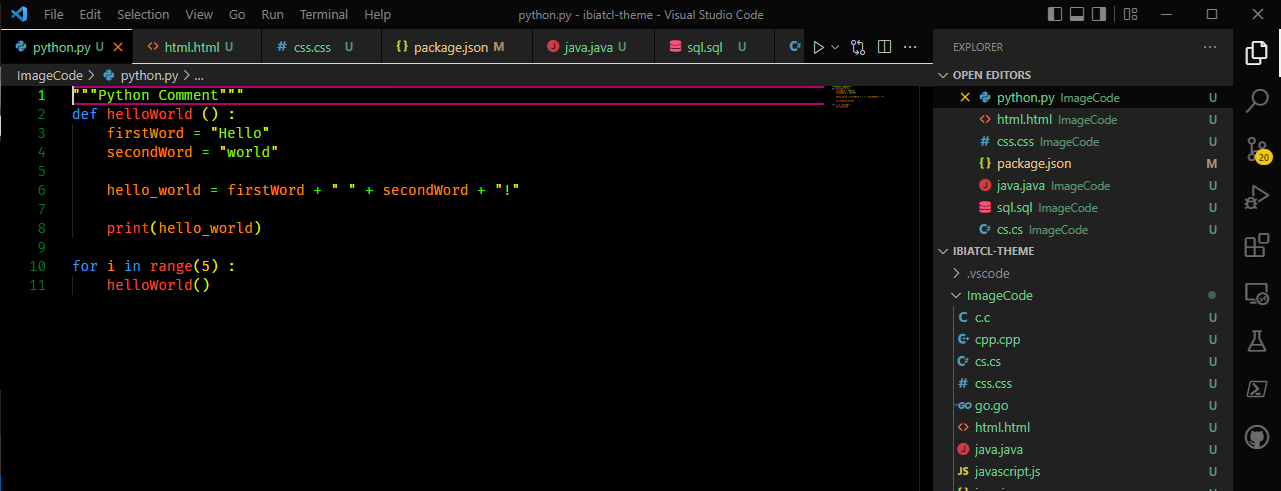 File Edit Selection View Go Run Terminal Help python.py - ibiatcl-theme - Visual Studio Code
python.py U html.html U css.css U package.json M java.java U sql.sql U
ImageCode > python.py > ...
1 """Python Comment"""
2 def helloWorld () :
3 firstWord = "Hello"
4 secondWord = "world"
5
6 hello_world = firstWord + " " + secondWord + "!"
7
8 print(hello_world)
9
10 for i in range(5) :
11 helloWorld()
EXPLORER
OPEN EDITORS
python.py ImageCode U
html.html ImageCode U
css.css ImageCode U
package.json M
java.java ImageCode U
sql.sql ImageCode U
cs.cs ImageCode U
IBIATCL-THEME
.vscode
ImageCode
c.c U
cpp.cpp U
cs.cs U
css.css U
go.go U
html.html U
java.java U
JS javascript.js U
20